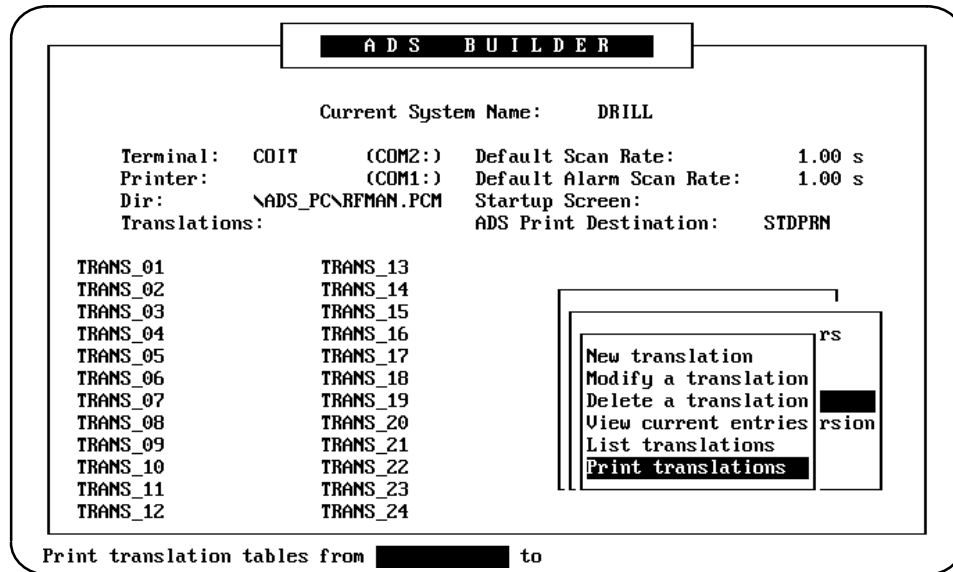 ADS BUILDER
Current System Name: DRILL
Terminal: COIT (COM2:) Default Scan Rate: 1.00 s
Printer: (COM1:) Default Alarm Scan Rate: 1.00 s
Dir: \ADS_PC\RFMAN.PCM Startup Screen:
Translations: ADS Print Destination: STDPRN
TRANS_01 TRANS_13
TRANS_02 TRANS_14
TRANS_03 TRANS_15
TRANS_04 TRANS_16 rs
TRANS_05 TRANS_17 New translation
TRANS_06 TRANS_18 Modify a translation
TRANS_07 TRANS_19 Delete a translation
TRANS_08 TRANS_20 View current entries rsion
TRANS_09 TRANS_21 List translations
TRANS_10 TRANS_22 Print translations
TRANS_11 TRANS_23
TRANS_12 TRANS_24
Print translation tables from to